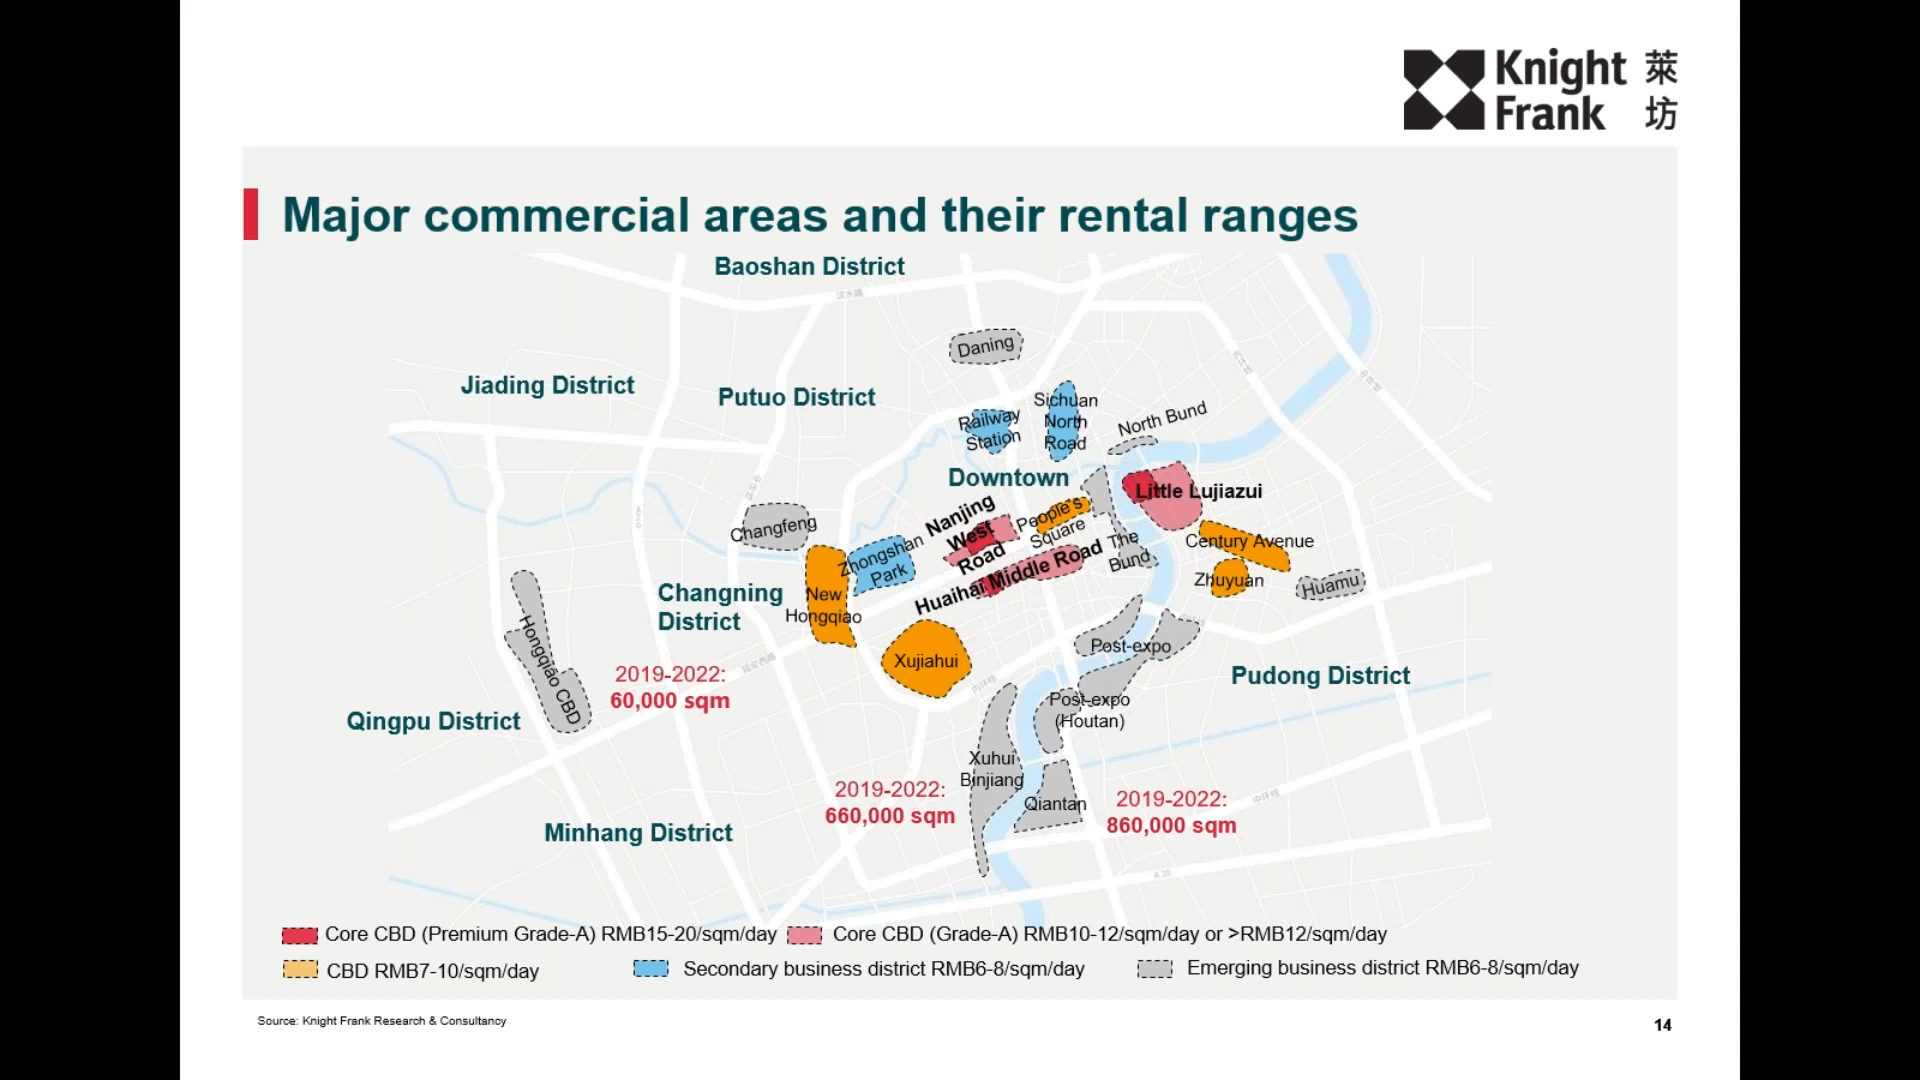 Knight 萊
Frank 坊
Major commercial areas and their rental ranges
Baoshan District
汶水路
Daning
Jiading District
Putuo District
Sichuan
North
Road
Railway
Station
North Bund
Downtown
Little Lujiazui
Nanjing
West
Road
People's
Square
Changfeng
The
Bund
Century Avenue
Zhongshan
Park
Huaihai Middle Road
Zhuyuan
Huamu
Changning
District
New
Hongqiao
Hongqiao CBD
Post-expo
Xujiahui
2019-2022:
60,000 sqm
Pudong District
Qingpu District
Post-expo
(Houtan)
Xuhui
Binjiang
2019-2022:
660,000 sqm
Qiantan
2019-2022:
860,000 sqm
Minhang District
A 20
Core CBD (Premium Grade-A) RMB15-20/sqm/day
Core CBD (Grade-A) RMB10-12/sqm/day or >RMB12/sqm/day
CBD RMB7-10/sqm/day
Secondary business district RMB6-8/sqm/day
Emerging business district RMB6-8/sqm/day
Source: Knight Frank Research & Consultancy
14